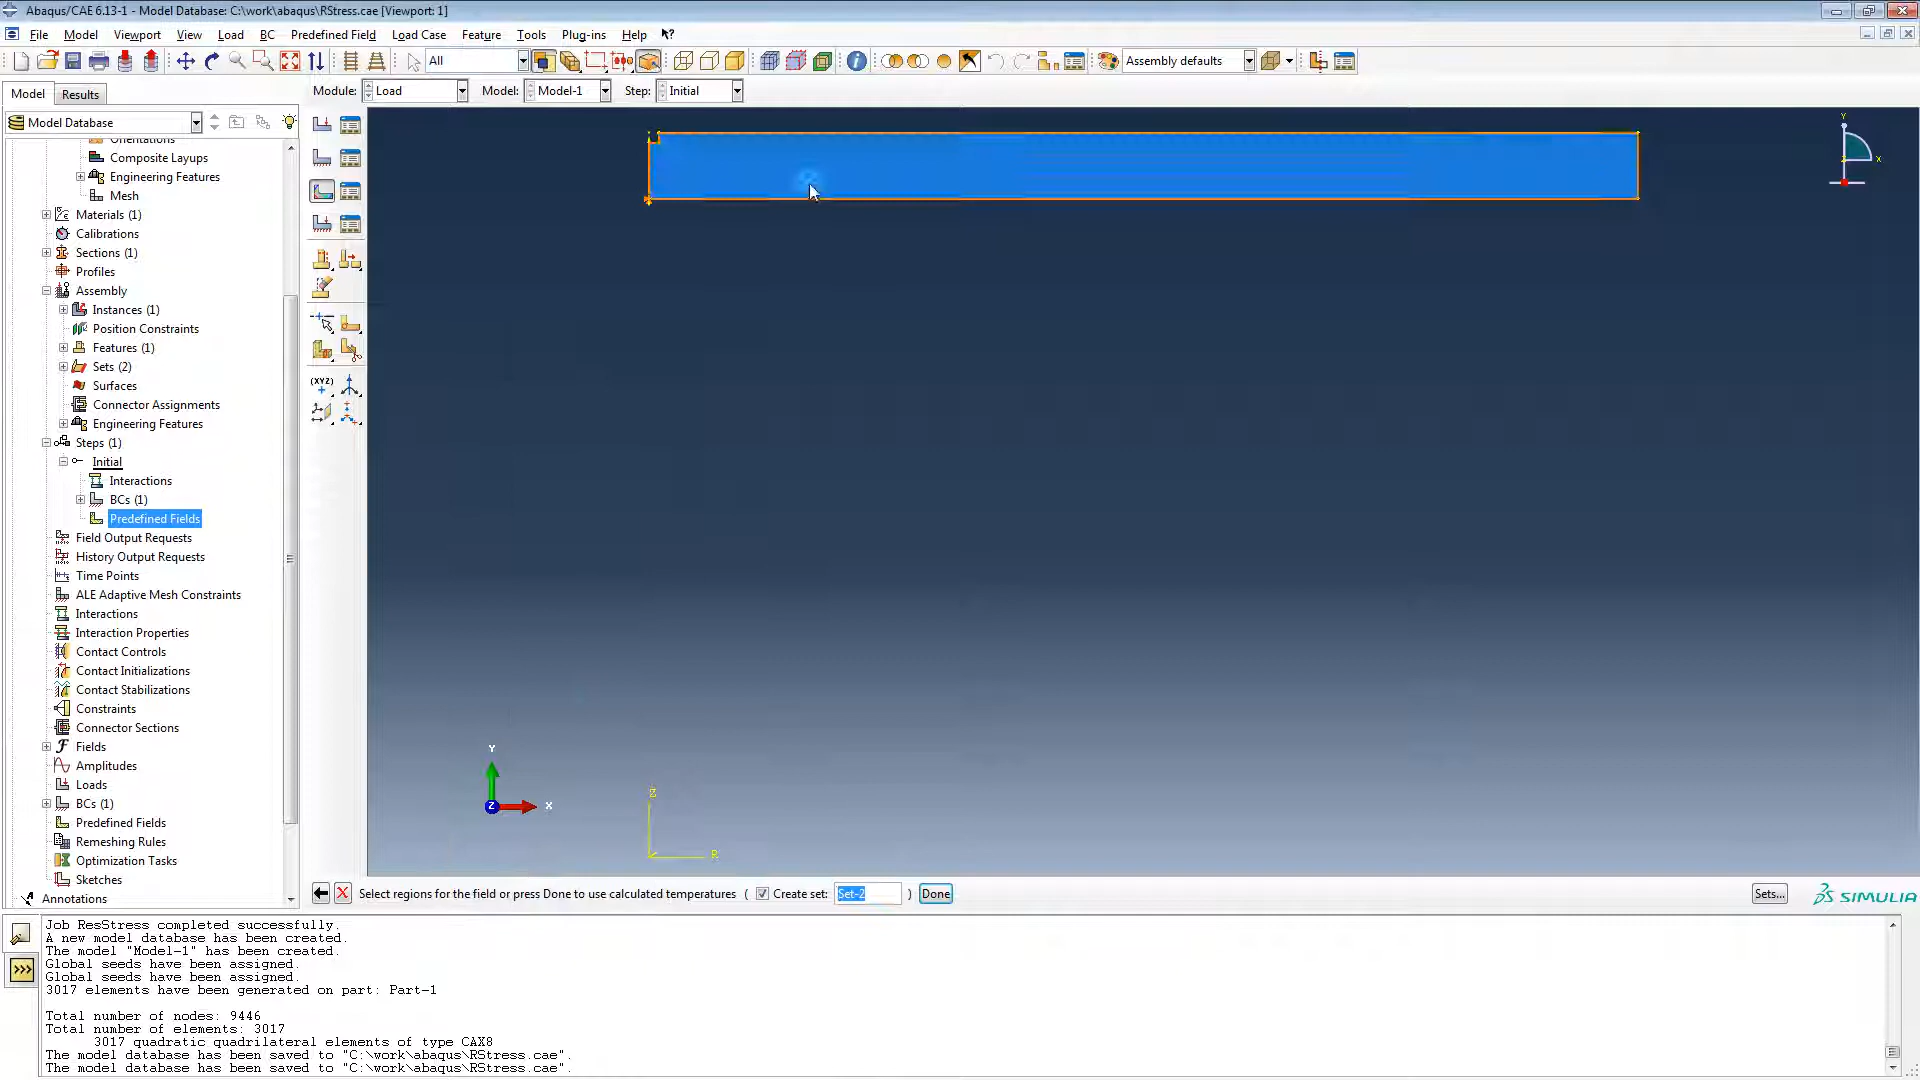 Abaqus/CAE 6.13-1 - Model Database: C:\work\abaqus\RStress.cae [Viewport: 1]
File Model Viewport View Load BC Predefined Field Load Case Feature Tools Plug-ins Help
All
Assembly defaults
Model Results
Module: Load Model: Model-1 Step: Initial
Model Database
Orientations
Composite Layups
Engineering Features
Mesh
Materials (1)
Calibrations
Sections (1)
Profiles
Assembly
Instances (1)
Position Constraints
Features (1)
Sets (2)
Surfaces
Connector Assignments
Engineering Features
Steps (1)
Initial
Interactions
BCs (1)
Predefined Fields
Field Output Requests
History Output Requests
Time Points
ALE Adaptive Mesh Constraints
Interactions
Interaction Properties
Contact Controls
Contact Initializations
Contact Stabilizations
Constraints
Connector Sections
Fields
Amplitudes
Loads
BCs (1)
Predefined Fields
Remeshing Rules
Optimization Tasks
Sketches
Annotations
(XYZ)
Y
X
Z
Y
X
Z
Z
R
Select regions for the field or press Done to use calculated temperatures ( Create set: Set-2 ) Done
Sets...
SIMULIA
Job ResStress completed successfully.
A new model database has been created.
The model "Model-1" has been created.
Global seeds have been assigned.
Global seeds have been assigned.
3017 elements have been generated on part: Part-1
Total number of nodes: 9446
Total number of elements: 3017
3017 quadratic quadrilateral elements of type CAX8
The model database has been saved to "C:\work\abaqus\RStress.cae".
The model database has been saved to "C:\work\abaqus\RStress.cae".
>>>